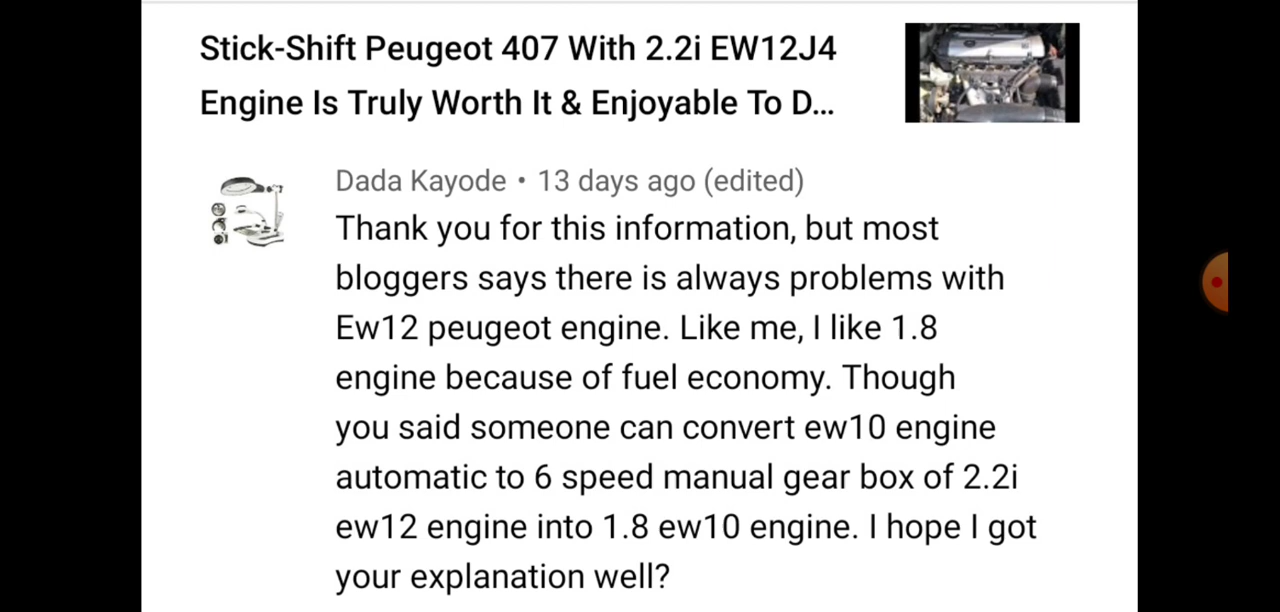 Stick-Shift Peugeot 407 With 2.2i EW12J4
Engine Is Truly Worth It & Enjoyable To D...
Dada Kayode • 13 days ago (edited)
Thank you for this information, but most
bloggers says there is always problems with
Ew12 peugeot engine. Like me, I like 1.8
engine because of fuel economy. Though
you said someone can convert ew10 engine
automatic to 6 speed manual gear box of 2.2i
ew12 engine into 1.8 ew10 engine. I hope I got
your explanation well?